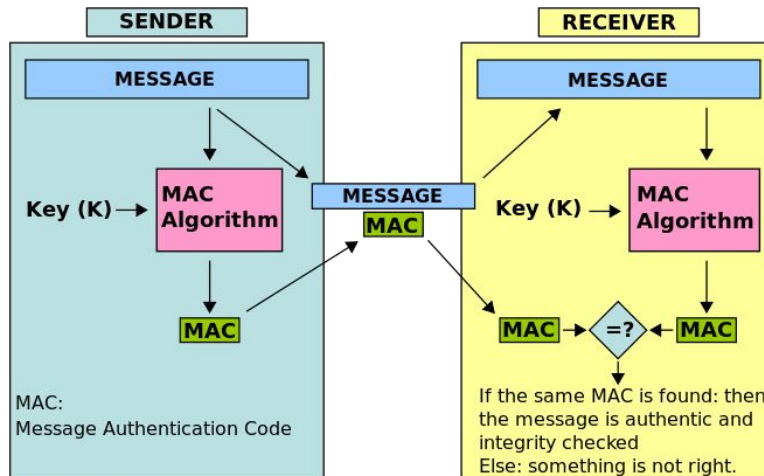 SENDER
RECEIVER
MESSAGE
MESSAGE
Key (K)
MAC
Algorithm
MESSAGE
MAC
Key (K)
MAC
Algorithm
MAC
MAC
=?
MAC
MAC:
Message Authentication Code
If the same MAC is found: then
the message is authentic and
integrity checked
Else: something is not right.